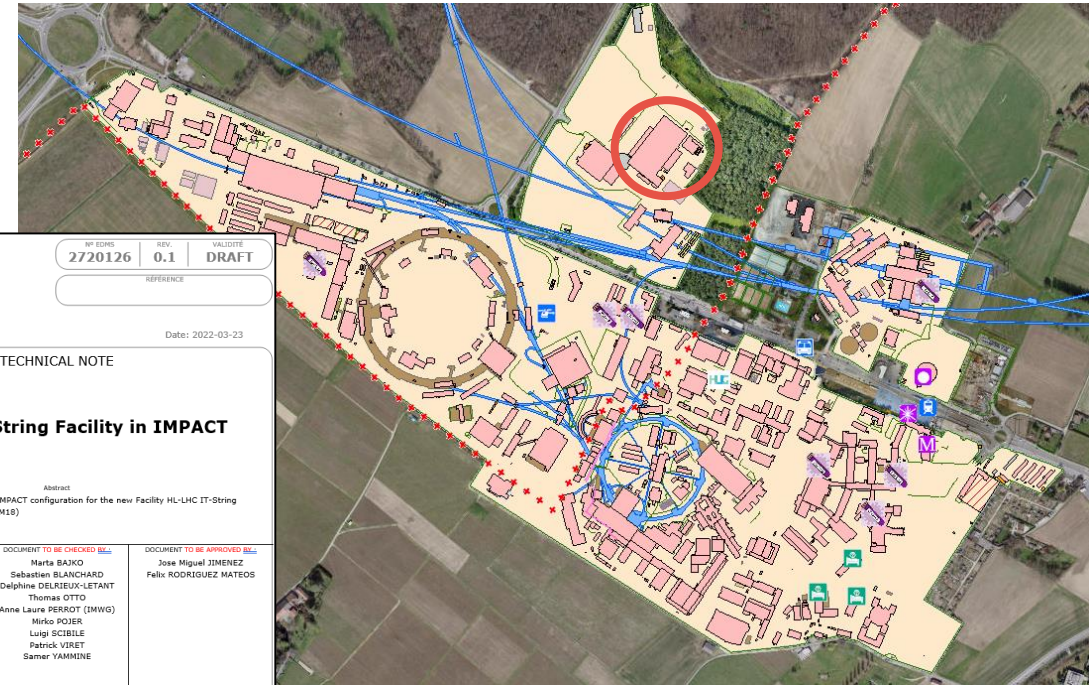 Nº EDMS
REV.
VALIDITÉ
2720126
0.1
DRAFT
RÉFÉRENCE
Date: 2022-03-23
TECHNICAL NOTE
String Facility in IMPACT
Abstract
IMPACT configuration for the new Facility HL-LHC IT-String
M18)
DOCUMENT TO BE CHECKED BY :
Marta BAJKO
Sebastien BLANCHARD
Delphine DELRIEUX-LETANT
Thomas OTTO
Anne Laure PERROT (IMWG)
Mirko POJER
Luigi SCIBILE
Patrick VIRET
Samer YAMMINE
DOCUMENT TO BE APPROVED BY :
Jose Miguel JIMENEZ
Felix RODRIGUEZ MATEOS
M